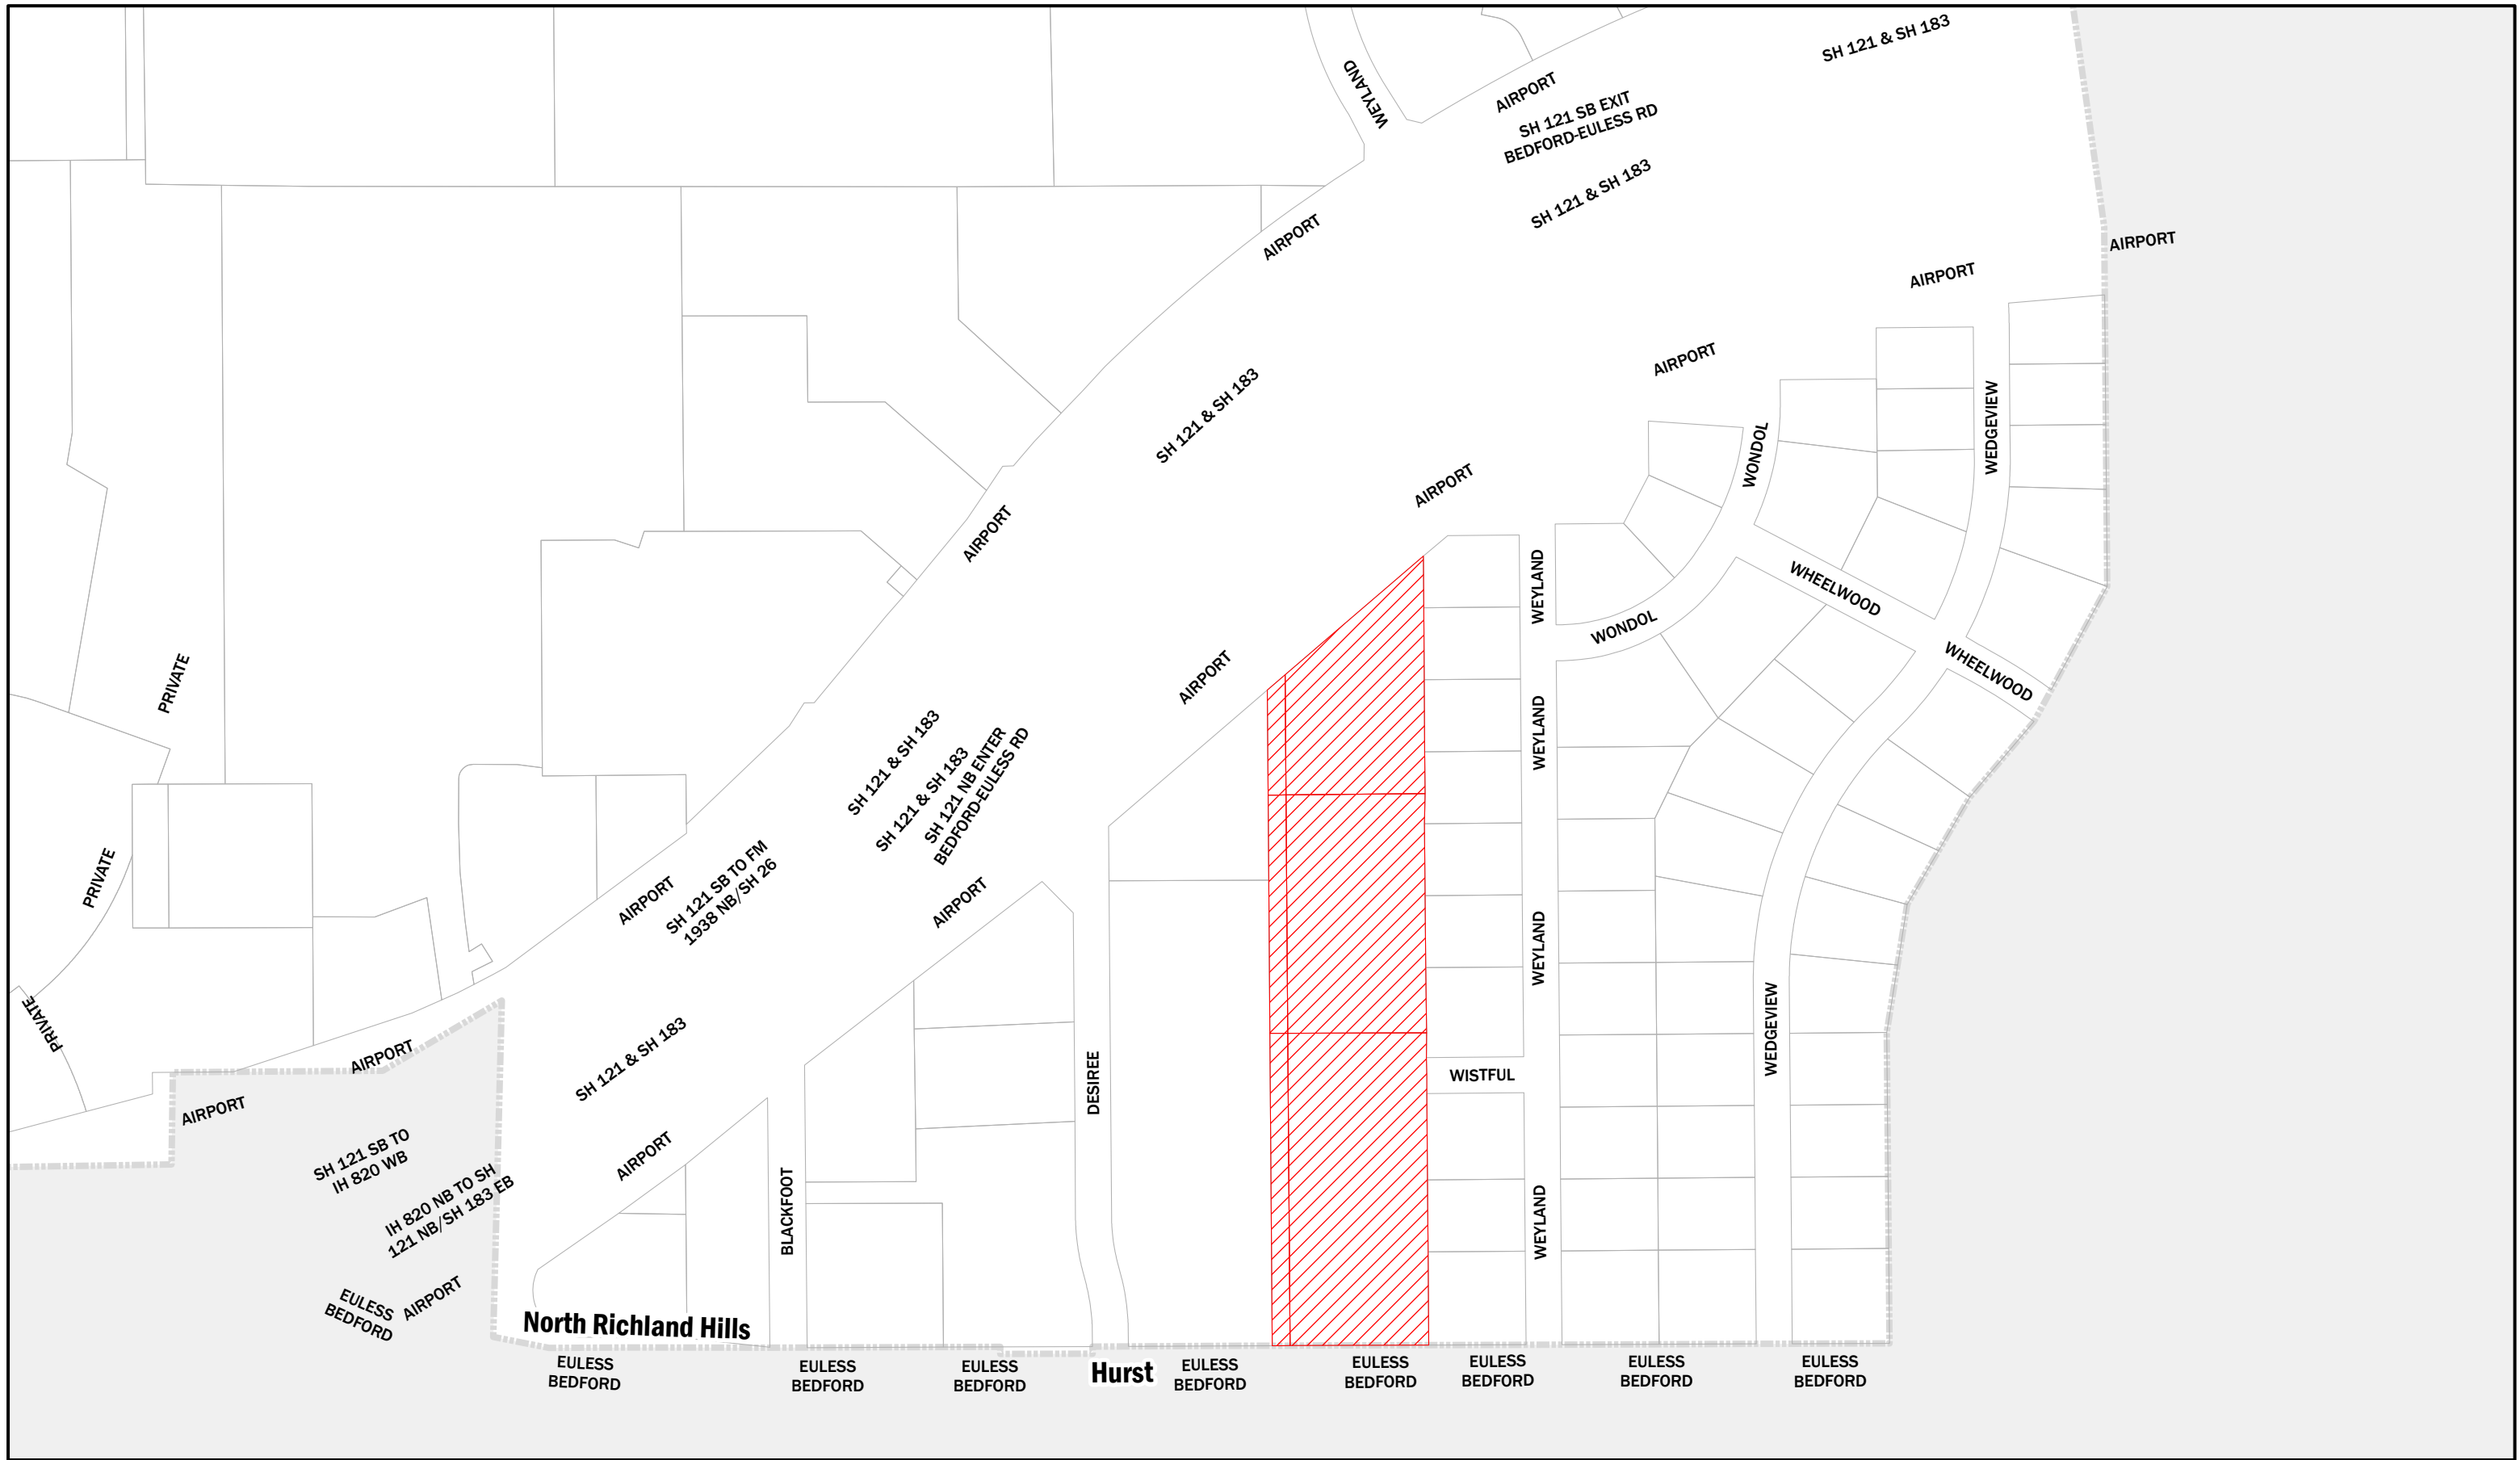 SH 121 & SH 183
WEYLAND
AIRPORT
SH 121 SB EXIT
BEDFORD-EULESS RD
SH 121 & SH 183
AIRPORT
AIRPORT
AIRPORT
AIRPORT
SH 121 & SH 183
WEDGEVIEW
WONDOL
AIRPORT
AIRPORT
WEYLAND
WHEELWOOD
WONDOL
WHEELWOOD
AIRPORT
PRIVATE
WEYLAND
SH 121 & SH 183
SH 121 & SH 183
SH 121 NB ENTER
BEDFORD-EULESS RD
PRIVATE
AIRPORT
SH 121 SB TO FM
1938 NB/SH 26
AIRPORT
WEYLAND
PRIVATE
WEDGEVIEW
AIRPORT
SH 121 & SH 183
DESIREE
WISTFUL
AIRPORT
SH 121 SB TO
IH 820 WB
AIRPORT
IH 820 NB TO SH
121 NB/SH 183 EB
BLACKFOOT
WEYLAND
EULESS
BEDFORD
AIRPORT
North Richland Hills
Hurst
EULESS
BEDFORD
EULESS
BEDFORD
EULESS
BEDFORD
EULESS
BEDFORD
EULESS
BEDFORD
EULESS
BEDFORD
EULESS
BEDFORD
EULESS
BEDFORD